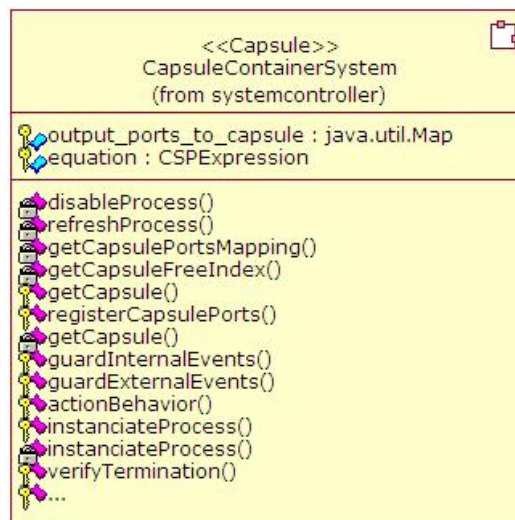 <<Capsule>>
CapsuleContainerSystem
(from systemcontroller)
output_ports_to_capsule : java.util.Map
equation : CSPExpression
disableProcess()
refreshProcess()
getCapsulePortsMapping()
getCapsuleFreeIndex()
getCapsule()
registerCapsulePorts()
getCapsule()
guardInternalEvents()
guardExternalEvents()
actionBehavior()
instanciateProcess()
instanciateProcess()
verifyTermination()
...